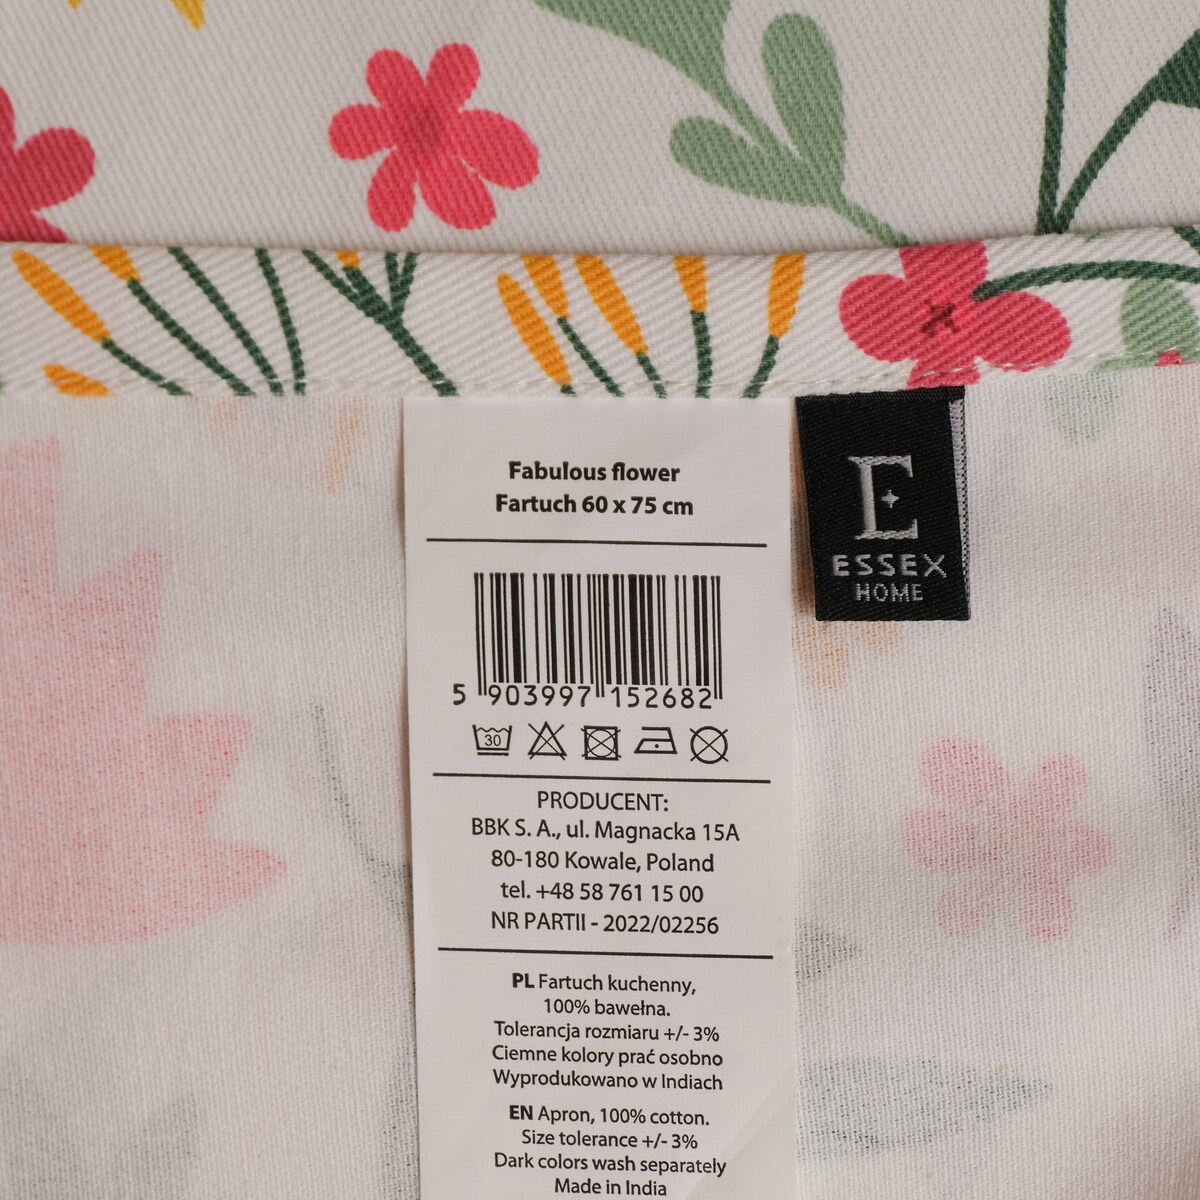 Fabulous flower
Fartuch 60 x 75 cm
5 903997 152682
30
PRODUCENT:
BBK S. A., ul. Magnacka 15A
80-180 Kowale, Poland
tel. +48 58 761 15 00
NR PARTII - 2022/02256
PL Fartuch kuchenny,
100% bawełna.
Tolerancja rozmiaru +/- 3%
Ciemne kolory prać osobno
Wyprodukowano w Indiach
EN Apron, 100% cotton.
Size tolerance +/- 3%
Dark colors wash separately
Made in India
E
ESSEX
HOME